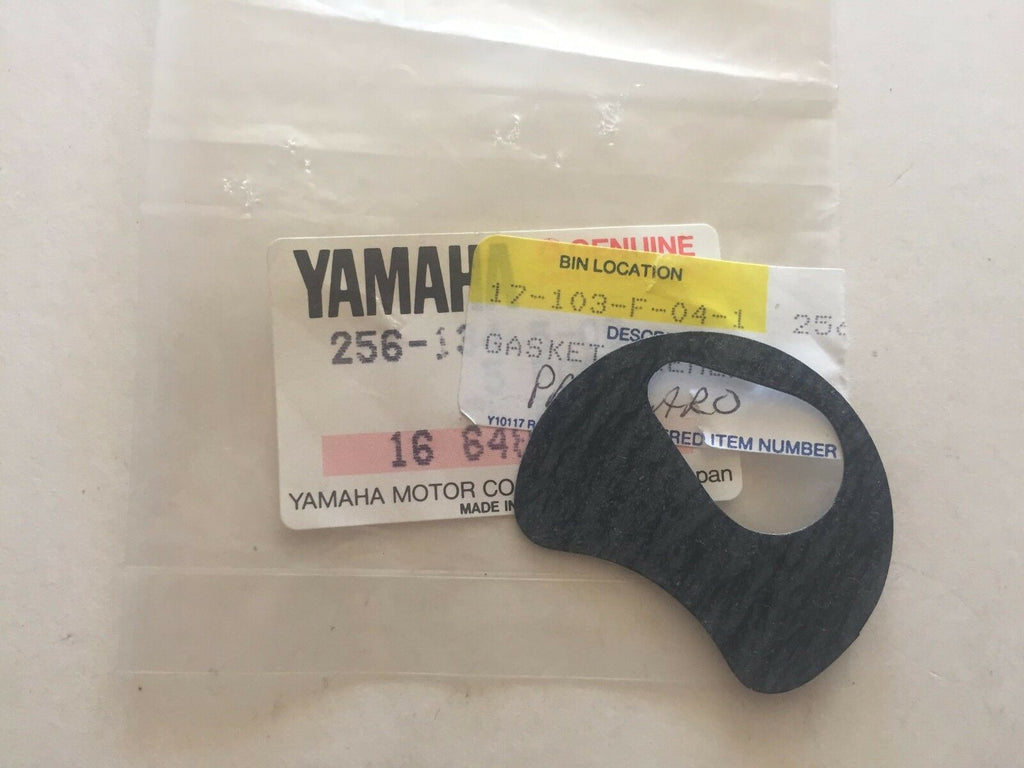 YAMAHA
GENUINE
BIN LOCATION
17-103-F-04-1
256-13
256
DESCR
GASKET
ARO
Y10117
16 64
RED ITEM NUMBER
YAMAHA MOTOR CO
pan
MADE IN